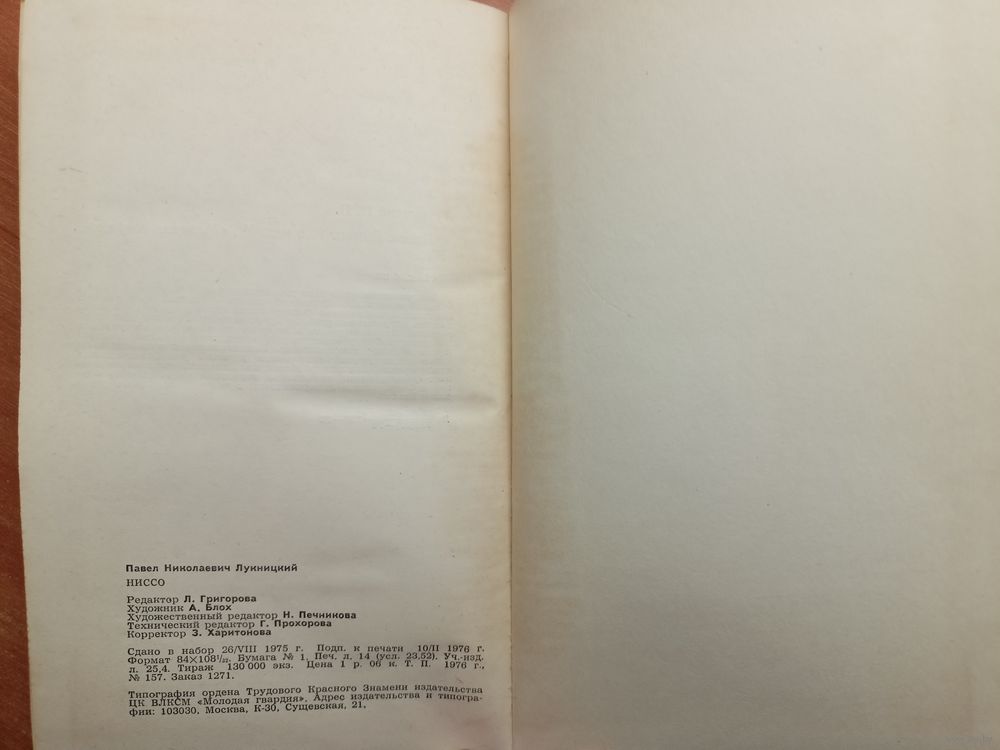 Павел Николаевич Лукницкий
НИССО
Редактор Л. Григорова
Художник А. Блох
Художественный редактор Н. Печникова
Технический редактор Г. Прохорова
Корректор З. Харитонова
Сдано в набор 26/VIII 1975 г. Подп. к печати 10/II 1976 г.
Формат 84×108¹/₃₂. Бумага № 1. Печ. л. 14 (усл. 23,52). Уч.-изд.
л. 25,4. Тираж 130 000 экз. Цена 1 р. 06 к. Т. П. 1976 г.,
№ 157. Заказ 1271.
Типография ордена Трудового Красного Знамени издательства
ЦК ВЛКСМ «Молодая гвардия». Адрес издательства и типогра-
фии: 103030, Москва, К-30, Сущевская, 21.